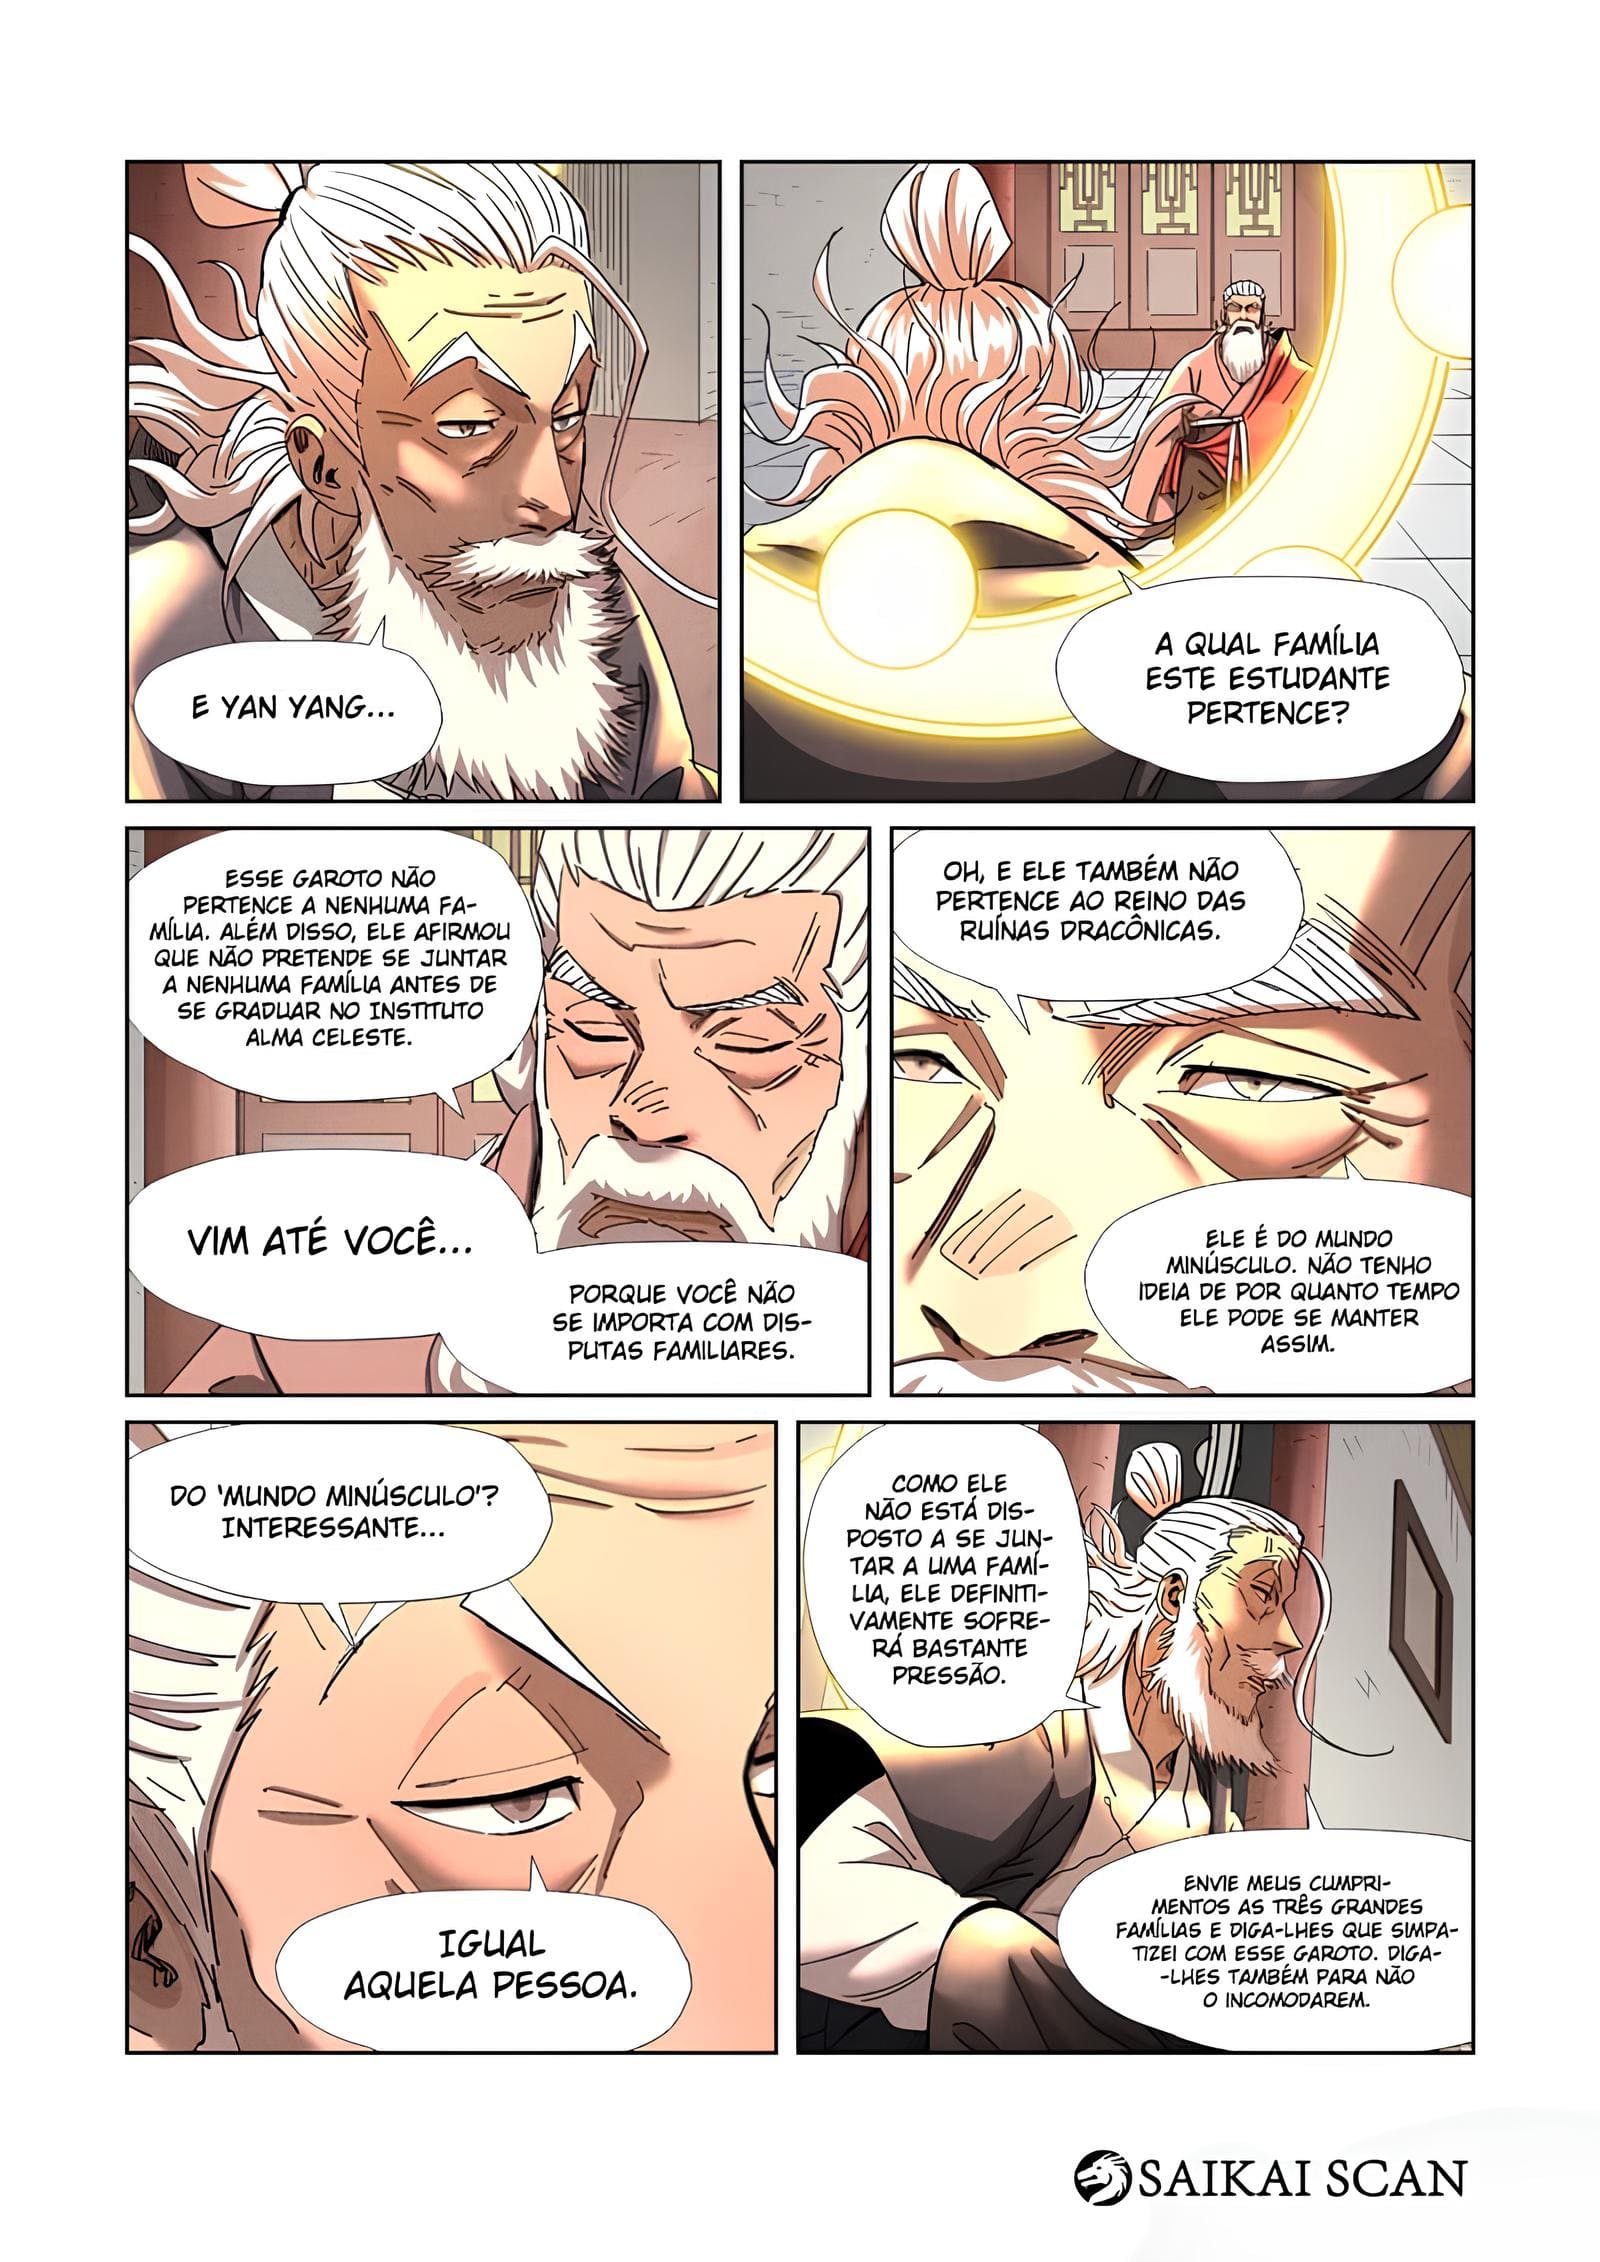 E YAN YANG...
A QUAL FAMÍLIA
ESTE ESTUDANTE
PERTENCE?
ESSE GAROTO NÃO
PERTENCE A NENHUMA FA-
MÍLIA. ALÉM DISSO, ELE AFIRMOU
QUE NÃO PRETENDE SE JUNTAR
A NENHUMA FAMÍLIA ANTES DE
SE GRADUAR NO INSTITUTO
ALMA CELESTE.
VIM ATÉ VOCÊ...
PORQUE VOCÊ NÃO
SE IMPORTA COM DIS-
PUTAS FAMILIARES.
OH, E ELE TAMBÉM NÃO
PERTENCE AO REINO DAS
RUÍNAS DRACÔNICAS.
ELE É DO MUNDO
MINÚSCULO. NÃO TENHO
IDEIA DE POR QUANTO TEMPO
ELE PODE SE MANTER
ASSIM.
DO 'MUNDO MINÚSCULO'?
INTERESSANTE...
IGUAL
AQUELA PESSOA.
COMO ELE
NÃO ESTÁ DIS-
POSTO A SE JUN-
TAR A UMA FAMÍ-
LIA, ELE DEFINITI-
VAMENTE SOFRE-
RÁ BASTANTE
PRESSÃO.
ENVIE MEUS CUMPRI-
MENTOS AS TRÊS GRANDES
FAMÍLIAS E DIGA-LHES QUE SIMPA-
TIZEI COM ESSE GAROTO. DIGA-
-LHES TAMBÉM PARA NÃO
O INCOMODAREM.
SAIKAI SCAN